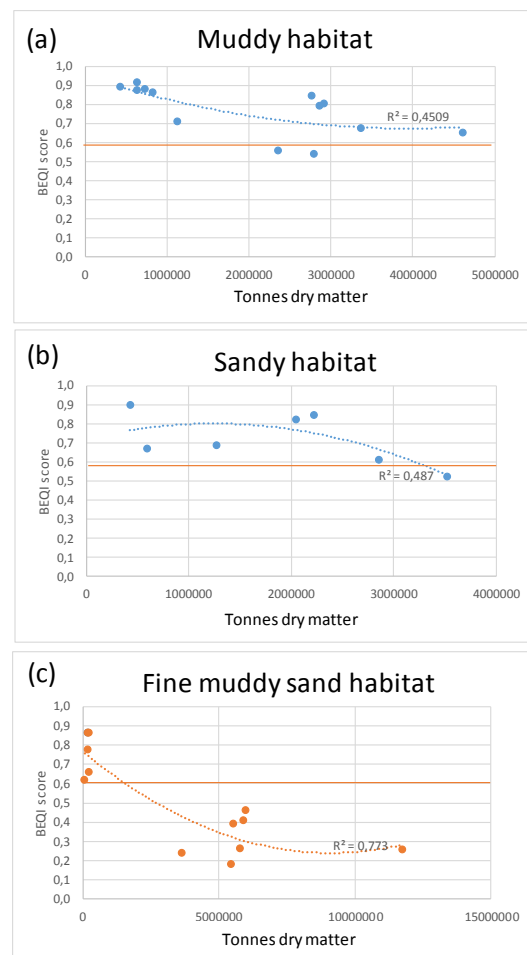 (a)
Muddy habitat
1,0
0,9
0,8
0,7
0,6
0,5
0,4
0,3
0,2
0,1
0,0
BEQI score
R² = 0,4509
0 1000000 2000000 3000000 4000000 5000000
Tonnes dry matter
(b)
Sandy habitat
1,0
0,9
0,8
0,7
0,6
0,5
0,4
0,3
0,2
0,1
0,0
BEQI score
R² = 0,487
0 1000000 2000000 3000000 4000000
Tonnes dry matter
(c)
Fine muddy sand habitat
1,0
0,9
0,8
0,7
0,6
0,5
0,4
0,3
0,2
0,1
0,0
BEQI score
R² = 0,773
0 5000000 10000000 15000000
Tonnes dry matter